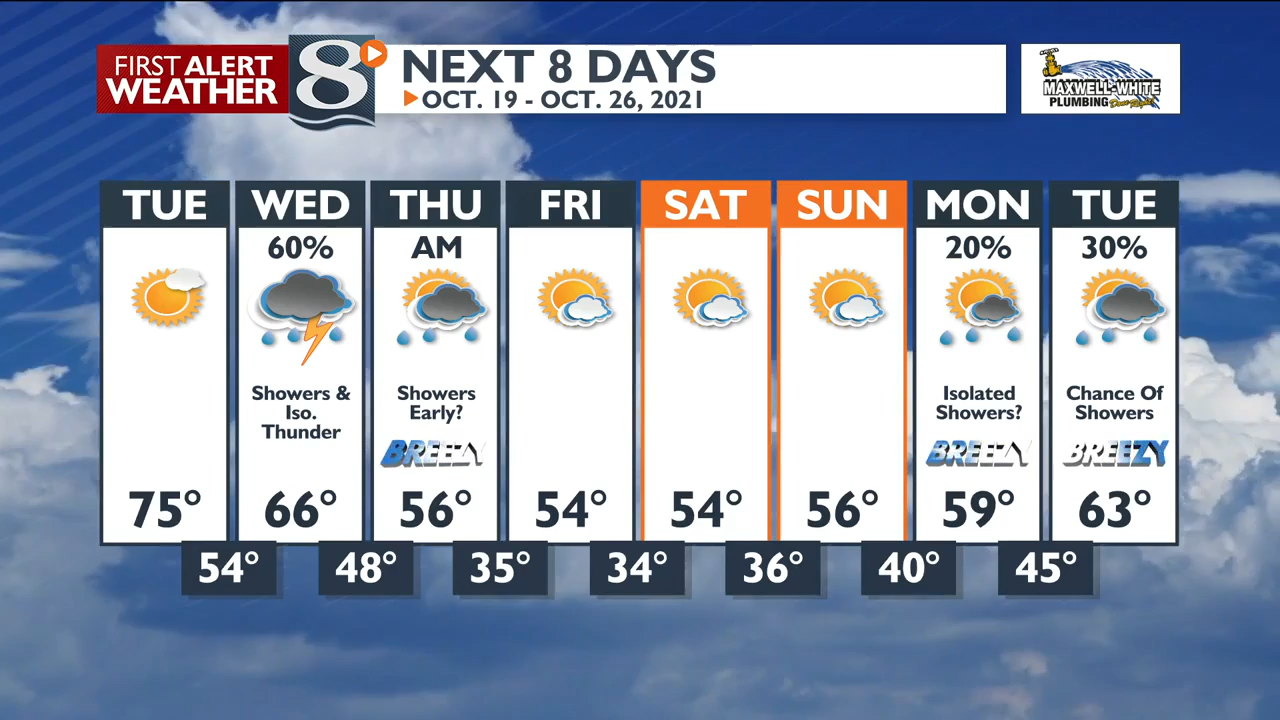 FIRST ALERT
WEATHER
8
NEXT 8 DAYS
OCT. 19 - OCT. 26, 2021
MAXWELL-WHITE
PLUMBING Done Right!
TUE
WED
THU
FRI
SAT
SUN
MON
TUE
60%
AM
20%
30%
Showers &
Iso.
Thunder
Showers
Early?
BREEZY
Isolated
Showers?
BREEZY
Chance Of
Showers
BREEZY
75°
66°
56°
54°
54°
56°
59°
63°
54°
48°
35°
34°
36°
40°
45°